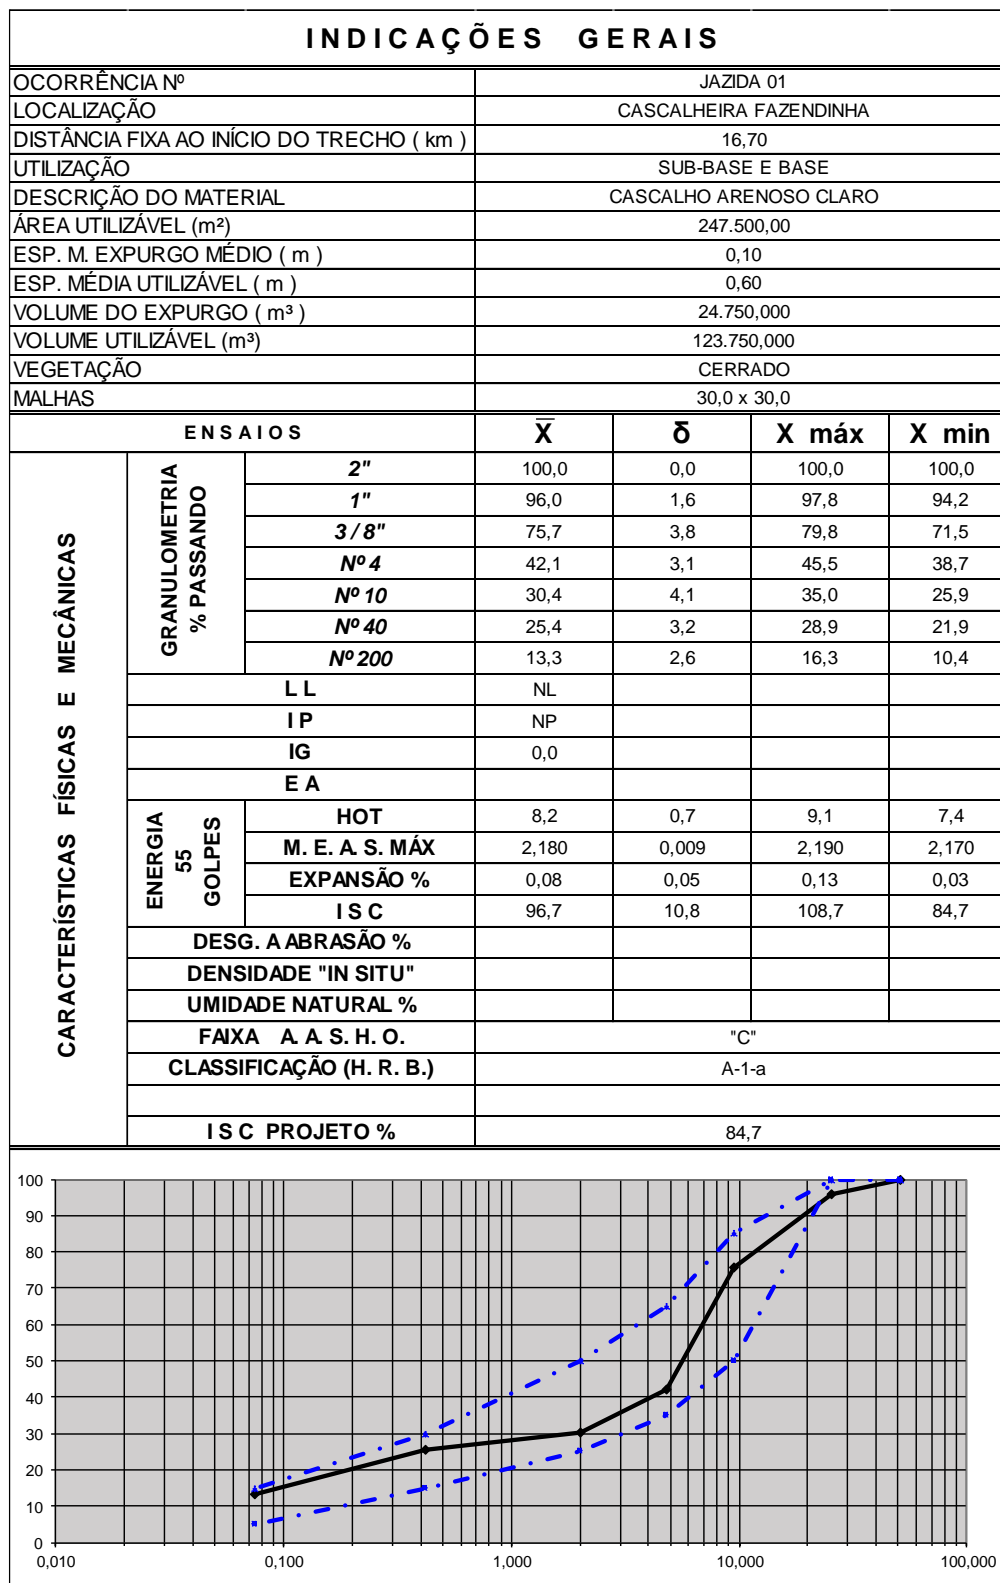 INDICAÇÕES GERAIS
OCORRÊNCIA Nº JAZIDA 01
LOCALIZAÇÃO CASCALHEIRA FAZENDINHA
DISTÂNCIA FIXA AO INÍCIO DO TRECHO ( km ) 16,70
UTILIZAÇÃO SUB-BASE E BASE
DESCRIÇÃO DO MATERIAL CASCALHO ARENOSO CLARO
ÁREA UTILIZÁVEL (m²) 247.500,00
ESP. M. EXPURGO MÉDIO ( m ) 0,10
ESP. MÉDIA UTILIZÁVEL ( m ) 0,60
VOLUME DO EXPURGO ( m³ ) 24.750,000
VOLUME UTILIZÁVEL (m³) 123.750,000
VEGETAÇÃO CERRADO
MALHAS 30,0 x 30,0
ENSAIOS X̅ δ X máx X min
CARACTERÍSTICAS FÍSICAS E MECÂNICAS
GRANULOMETRIA
% PASSANDO
2" 100,0 0,0 100,0 100,0
1" 96,0 1,6 97,8 94,2
3 / 8" 75,7 3,8 79,8 71,5
Nº 4 42,1 3,1 45,5 38,7
Nº 10 30,4 4,1 35,0 25,9
Nº 40 25,4 3,2 28,9 21,9
Nº 200 13,3 2,6 16,3 10,4
L L NL
I P NP
IG 0,0
E A
ENERGIA
55
GOLPES
HOT 8,2 0,7 9,1 7,4
M. E. A. S. MÁX 2,180 0,009 2,190 2,170
EXPANSÃO % 0,08 0,05 0,13 0,03
I S C 96,7 10,8 108,7 84,7
DESG. A ABRASÃO %
DENSIDADE "IN SITU"
UMIDADE NATURAL %
FAIXA A. A. S. H. O. "C"
CLASSIFICAÇÃO (H. R. B.) A-1-a
I S C PROJETO % 84,7
100
90
80
70
60
50
40
30
20
10
0
0,010 0,100 1,000 10,000 100,000